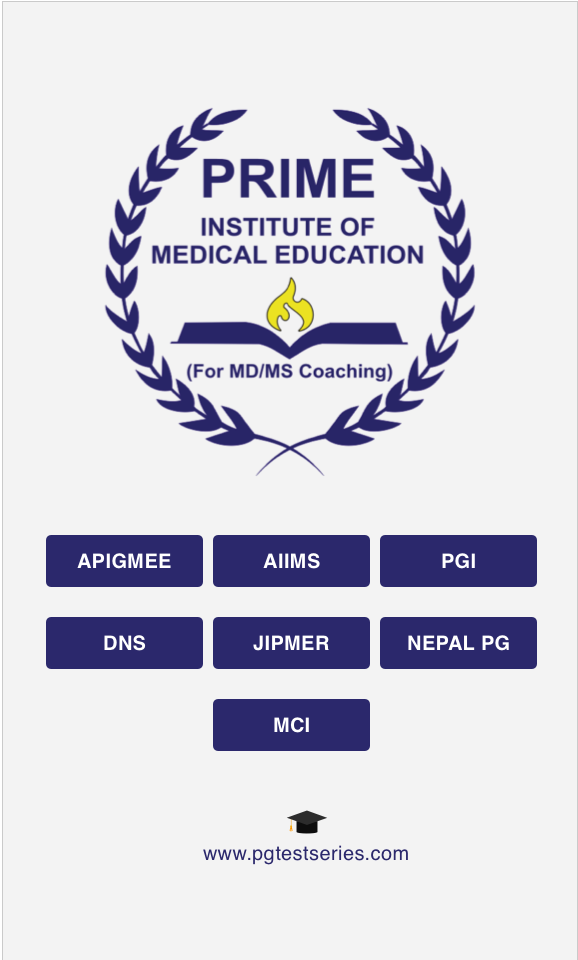 PRIME
INSTITUTE OF
MEDICAL EDUCATION
(For MD/MS Coaching)
APIGMEE AIIMS PGI
DNS JIPMER NEPAL PG
MCI
www.pgtestseries.com